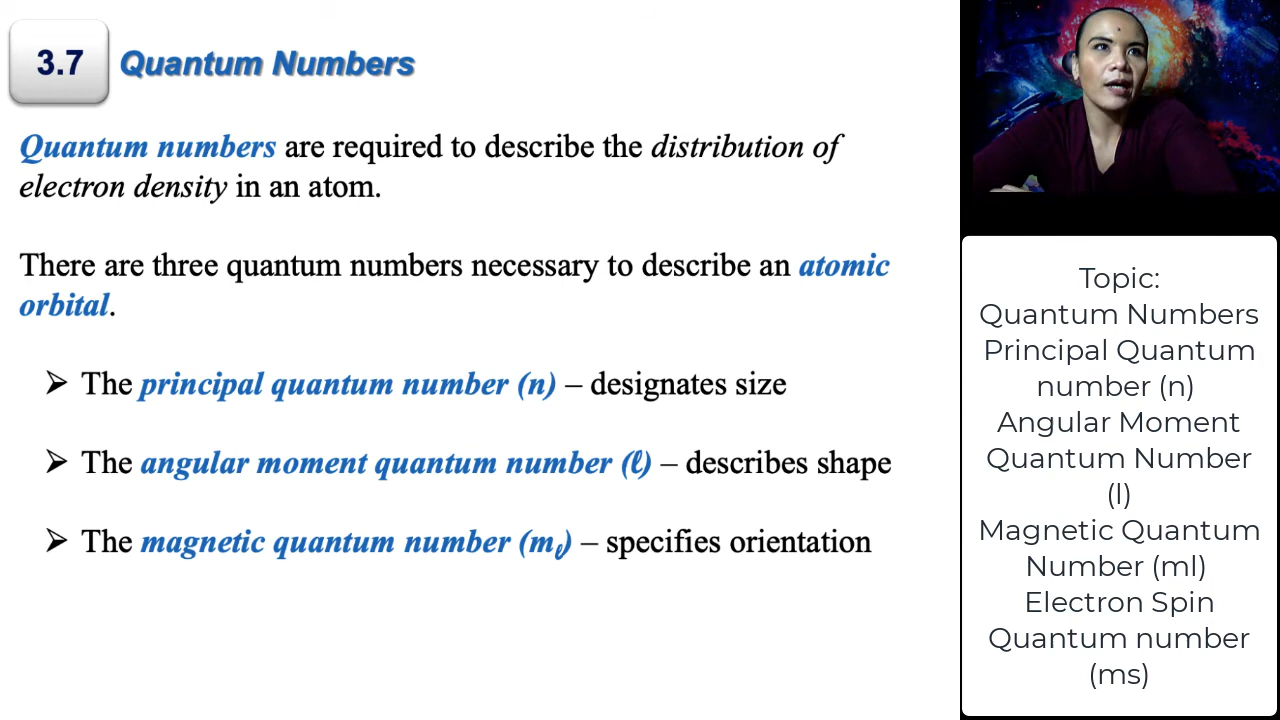 3.7 Quantum Numbers
Quantum numbers are required to describe the distribution of
electron density in an atom.
There are three quantum numbers necessary to describe an atomic
orbital.
➢ The principal quantum number (n) – designates size
➢ The angular moment quantum number (ℓ) – describes shape
➢ The magnetic quantum number (mℓ) – specifies orientation
Topic:
Quantum Numbers
Principal Quantum
number (n)
Angular Moment
Quantum Number
(l)
Magnetic Quantum
Number (ml)
Electron Spin
Quantum number
(ms)